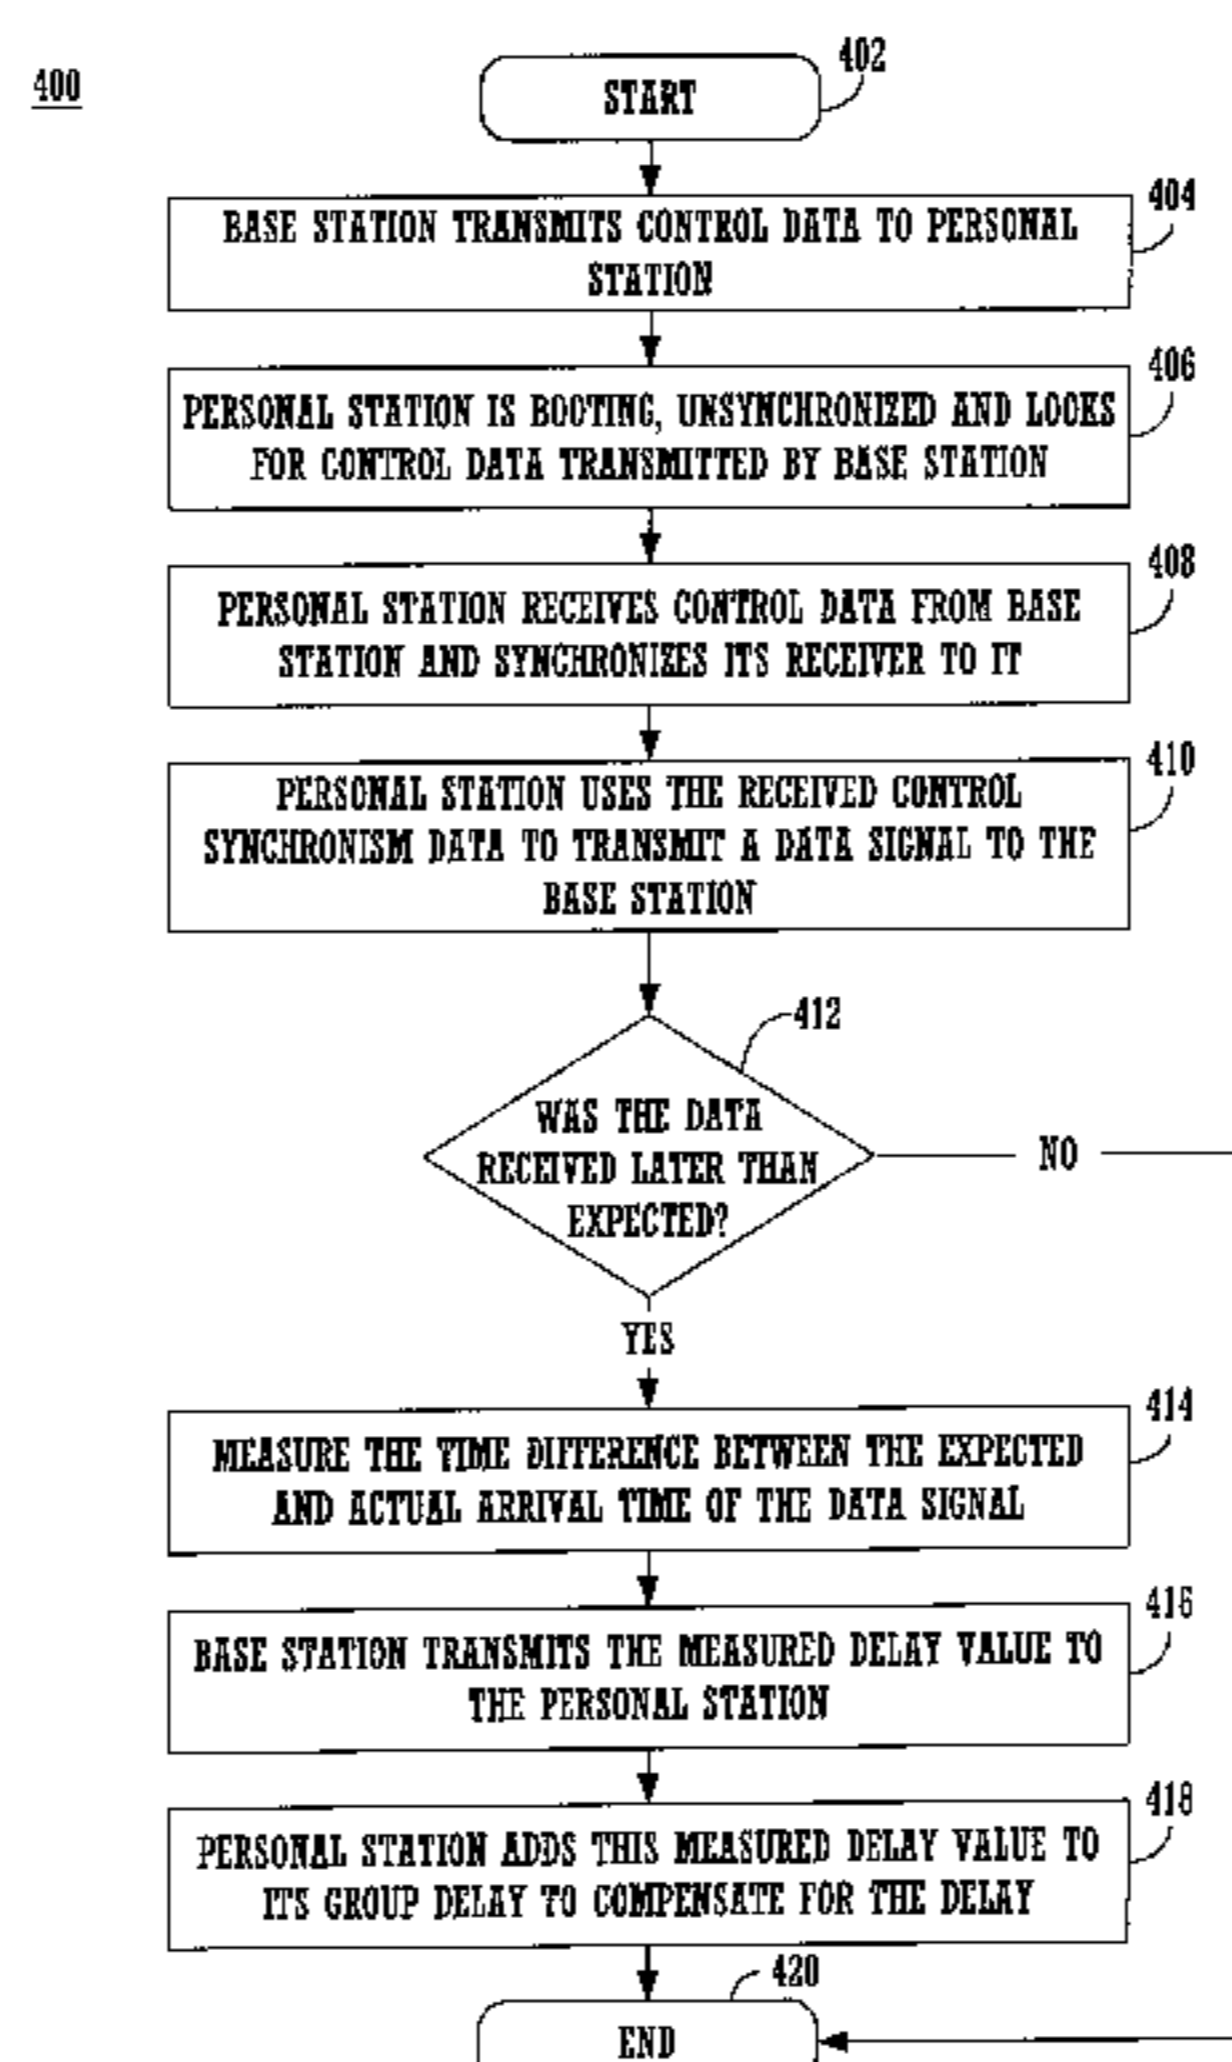 400
402
START
404
BASE STATION TRANSMITS CONTROL DATA TO PERSONAL
STATION
406
PERSONAL STATION IS BOOTING, UNSYNCHRONIZED AND LOOKS
FOR CONTROL DATA TRANSMITTED BY BASE STATION
408
PERSONAL STATION RECEIVES CONTROL DATA FROM BASE
STATION AND SYNCHRONIZES ITS RECEIVER TO IT
410
PERSONAL STATION USES THE RECEIVED CONTROL
SYNCHRONISM DATA TO TRANSMIT A DATA SIGNAL TO THE
BASE STATION
412
WAS THE DATA
RECEIVED LATER THAN
EXPECTED?
NO
YES
414
MEASURE THE TIME DIFFERENCE BETWEEN THE EXPECTED
AND ACTUAL ARRIVAL TIME OF THE DATA SIGNAL
416
BASE STATION TRANSMITS THE MEASURED DELAY VALUE TO
THE PERSONAL STATION
418
PERSONAL STATION ADDS THIS MEASURED DELAY VALUE TO
ITS GROUP DELAY TO COMPENSATE FOR THE DELAY
420
END